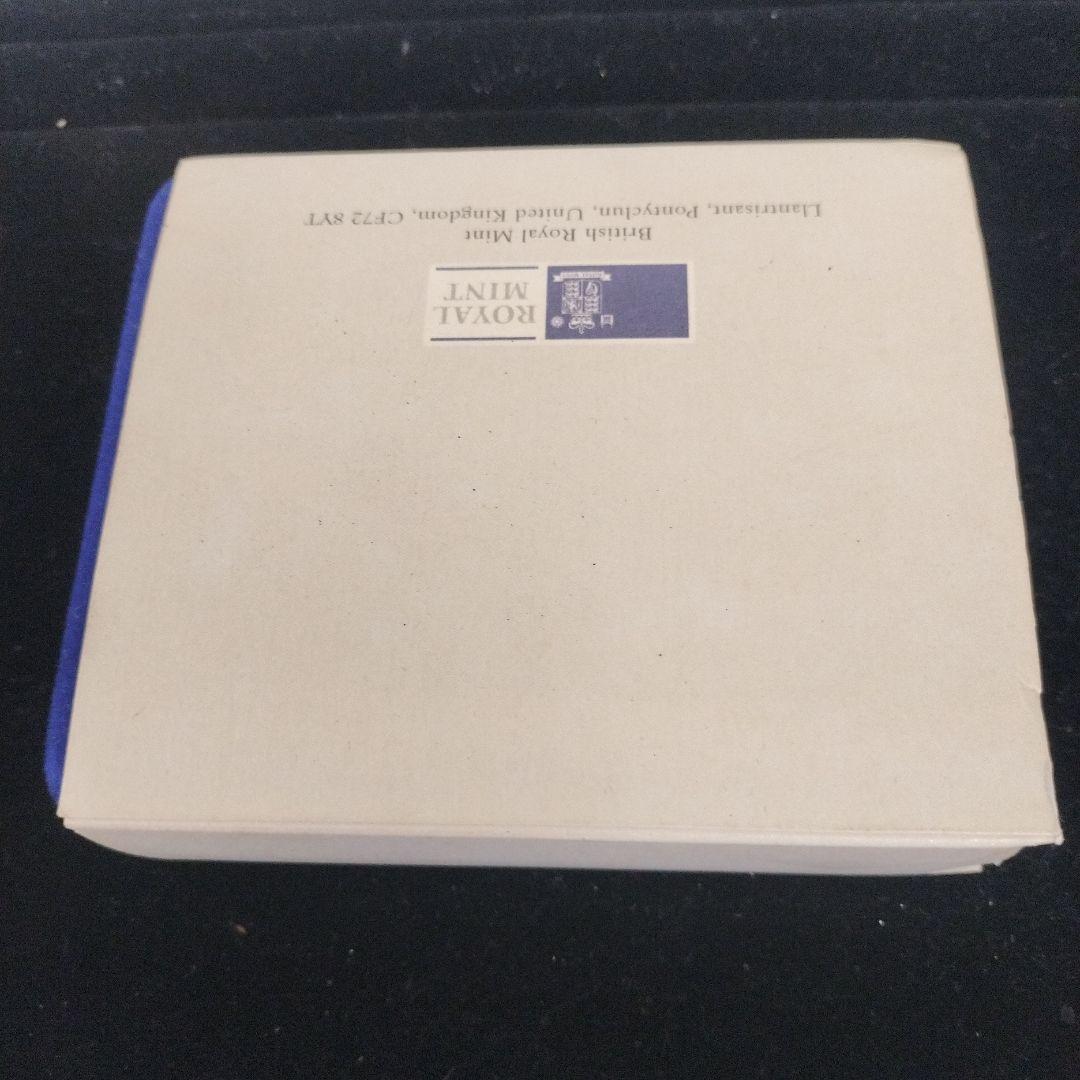 ROYAL
MINT
British Royal Mint
Llantrisant, Pontyclun, United Kingdom, CF72 8YT